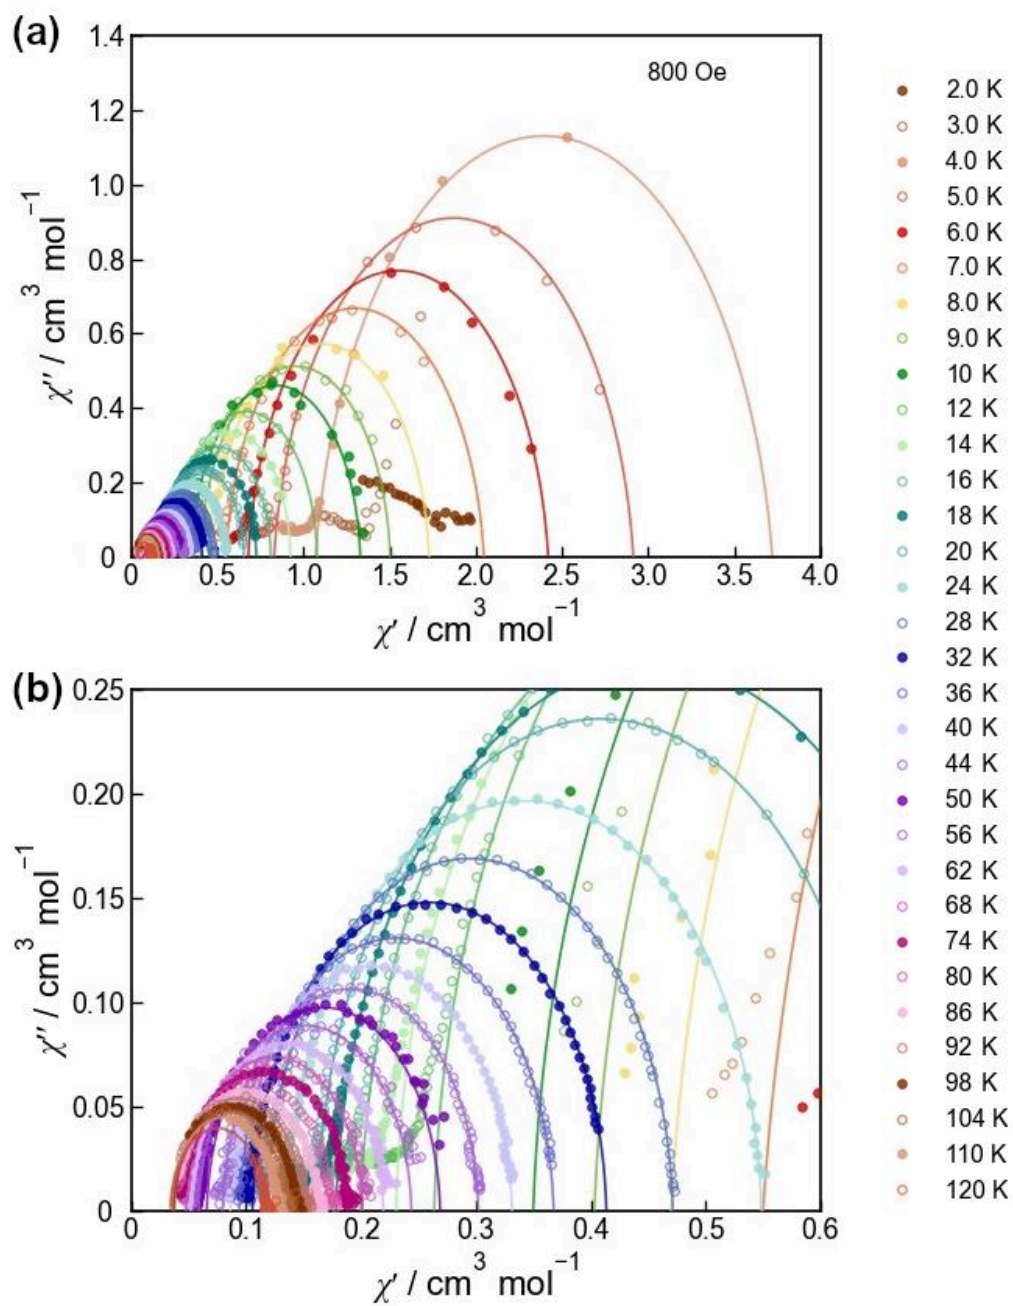 (a)
1.4
1.2
1.0
0.8
0.6
0.4
0.2
0
χ″ / cm³ mol⁻¹
800 Oe
0 0.5 1.0 1.5 2.0 2.5 3.0 3.5 4.0
χ′ / cm³ mol⁻¹
(b)
0.25
0.20
0.15
0.10
0.05
0
χ″ / cm³ mol⁻¹
0 0.1 0.2 0.3 0.4 0.5 0.6
χ′ / cm³ mol⁻¹
2.0 K
3.0 K
4.0 K
5.0 K
6.0 K
7.0 K
8.0 K
9.0 K
10 K
12 K
14 K
16 K
18 K
20 K
24 K
28 K
32 K
36 K
40 K
44 K
50 K
56 K
62 K
68 K
74 K
80 K
86 K
92 K
98 K
104 K
110 K
120 K